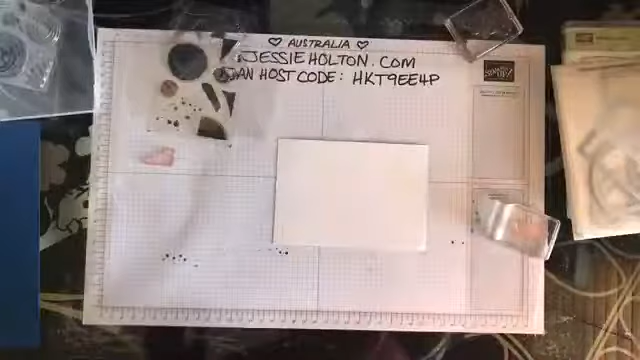 ♡ AUSTRALIA ♡
JESSIEHOLTON.COM
JAN HOST CODE: HKT9EE4P